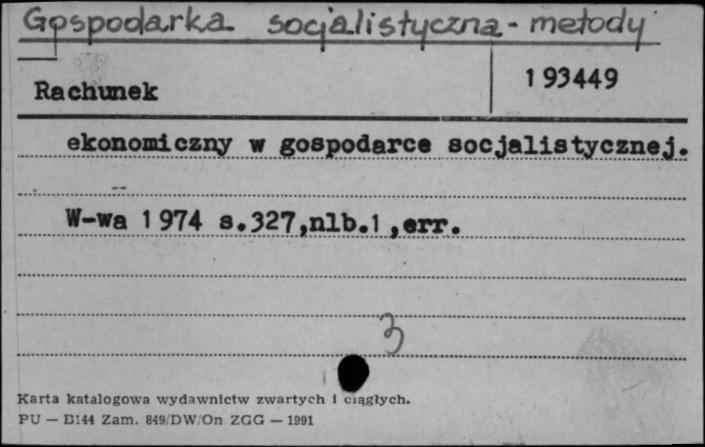 Gospodarka socjalistyczna - metody
Rachunek 193449
ekonomiczny w gospodarce socjalistycznej.
W-wa 1974 s.327,nlb.1,err.
3
Karta katalogowa wydawnictw zwartych i ciągłych.
PU — D144 Zam. 849/DW/On ZGG — 1991